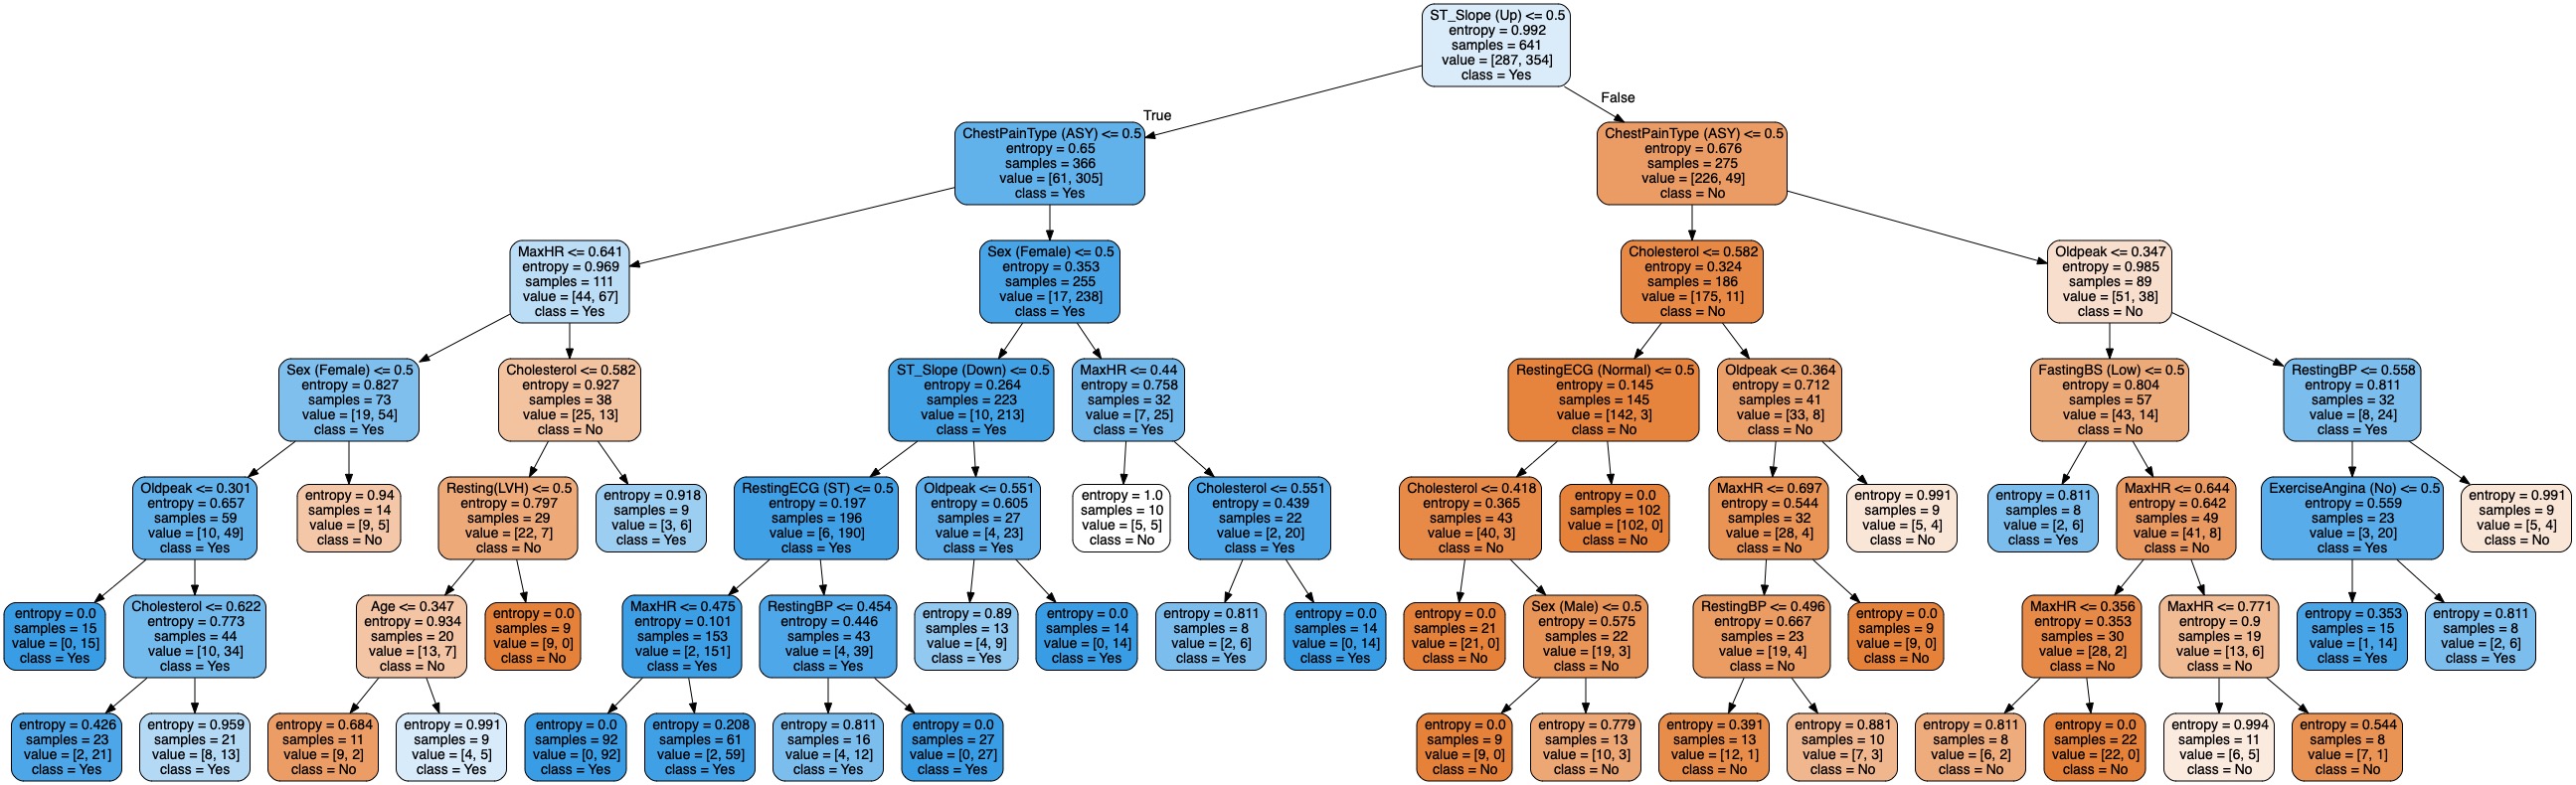 ST_Slope (Up) <= 0.5
entropy = 0.992
samples = 641
value = [287, 354]
class = Yes
True
False
ChestPainType (ASY) <= 0.5
entropy = 0.65
samples = 366
value = [61, 305]
class = Yes
ChestPainType (ASY) <= 0.5
entropy = 0.676
samples = 275
value = [226, 49]
class = No
MaxHR <= 0.641
entropy = 0.969
samples = 111
value = [44, 67]
class = Yes
Sex (Female) <= 0.5
entropy = 0.353
samples = 255
value = [17, 238]
class = Yes
Cholesterol <= 0.582
entropy = 0.324
samples = 186
value = [175, 11]
class = No
Oldpeak <= 0.347
entropy = 0.985
samples = 89
value = [51, 38]
class = No
Sex (Female) <= 0.5
entropy = 0.827
samples = 73
value = [19, 54]
class = Yes
Cholesterol <= 0.582
entropy = 0.927
samples = 38
value = [25, 13]
class = No
ST_Slope (Down) <= 0.5
entropy = 0.264
samples = 223
value = [10, 213]
class = Yes
MaxHR <= 0.44
entropy = 0.758
samples = 32
value = [7, 25]
class = Yes
RestingECG (Normal) <= 0.5
entropy = 0.145
samples = 145
value = [142, 3]
class = No
Oldpeak <= 0.364
entropy = 0.712
samples = 41
value = [33, 8]
class = No
FastingBS (Low) <= 0.5
entropy = 0.804
samples = 57
value = [43, 14]
class = No
RestingBP <= 0.558
entropy = 0.811
samples = 32
value = [8, 24]
class = Yes
Oldpeak <= 0.301
entropy = 0.657
samples = 59
value = [10, 49]
class = Yes
entropy = 0.94
samples = 14
value = [9, 5]
class = No
Resting(LVH) <= 0.5
entropy = 0.797
samples = 29
value = [22, 7]
class = No
entropy = 0.918
samples = 9
value = [3, 6]
class = Yes
RestingECG (ST) <= 0.5
entropy = 0.197
samples = 196
value = [6, 190]
class = Yes
Oldpeak <= 0.551
entropy = 0.605
samples = 27
value = [4, 23]
class = Yes
entropy = 1.0
samples = 10
value = [5, 5]
class = No
Cholesterol <= 0.551
entropy = 0.439
samples = 22
value = [2, 20]
class = Yes
Cholesterol <= 0.418
entropy = 0.365
samples = 43
value = [40, 3]
class = No
entropy = 0.0
samples = 102
value = [102, 0]
class = No
MaxHR <= 0.697
entropy = 0.544
samples = 32
value = [28, 4]
class = No
entropy = 0.991
samples = 9
value = [5, 4]
class = No
entropy = 0.811
samples = 8
value = [2, 6]
class = Yes
MaxHR <= 0.644
entropy = 0.642
samples = 49
value = [41, 8]
class = No
ExerciseAngina (No) <= 0.5
entropy = 0.559
samples = 23
value = [3, 20]
class = Yes
entropy = 0.991
samples = 9
value = [5, 4]
class = No
entropy = 0.0
samples = 15
value = [0, 15]
class = Yes
Cholesterol <= 0.622
entropy = 0.773
samples = 44
value = [10, 34]
class = Yes
Age <= 0.347
entropy = 0.934
samples = 20
value = [13, 7]
class = No
entropy = 0.0
samples = 9
value = [9, 0]
class = No
MaxHR <= 0.475
entropy = 0.101
samples = 153
value = [2, 151]
class = Yes
RestingBP <= 0.454
entropy = 0.446
samples = 43
value = [4, 39]
class = Yes
entropy = 0.89
samples = 13
value = [4, 9]
class = Yes
entropy = 0.0
samples = 14
value = [0, 14]
class = Yes
entropy = 0.811
samples = 8
value = [2, 6]
class = Yes
entropy = 0.0
samples = 14
value = [0, 14]
class = Yes
entropy = 0.0
samples = 21
value = [21, 0]
class = No
Sex (Male) <= 0.5
entropy = 0.575
samples = 22
value = [19, 3]
class = No
RestingBP <= 0.496
entropy = 0.667
samples = 23
value = [19, 4]
class = No
entropy = 0.0
samples = 9
value = [9, 0]
class = No
MaxHR <= 0.356
entropy = 0.353
samples = 30
value = [28, 2]
class = No
MaxHR <= 0.771
entropy = 0.9
samples = 19
value = [13, 6]
class = No
entropy = 0.353
samples = 15
value = [1, 14]
class = Yes
entropy = 0.811
samples = 8
value = [2, 6]
class = Yes
entropy = 0.426
samples = 23
value = [2, 21]
class = Yes
entropy = 0.959
samples = 21
value = [8, 13]
class = Yes
entropy = 0.684
samples = 11
value = [9, 2]
class = No
entropy = 0.991
samples = 9
value = [4, 5]
class = Yes
entropy = 0.0
samples = 92
value = [0, 92]
class = Yes
entropy = 0.208
samples = 61
value = [2, 59]
class = Yes
entropy = 0.811
samples = 16
value = [4, 12]
class = Yes
entropy = 0.0
samples = 27
value = [0, 27]
class = Yes
entropy = 0.0
samples = 9
value = [9, 0]
class = No
entropy = 0.779
samples = 13
value = [10, 3]
class = No
entropy = 0.391
samples = 13
value = [12, 1]
class = No
entropy = 0.881
samples = 10
value = [7, 3]
class = No
entropy = 0.811
samples = 8
value = [6, 2]
class = No
entropy = 0.0
samples = 22
value = [22, 0]
class = No
entropy = 0.994
samples = 11
value = [6, 5]
class = No
entropy = 0.544
samples = 8
value = [7, 1]
class = No